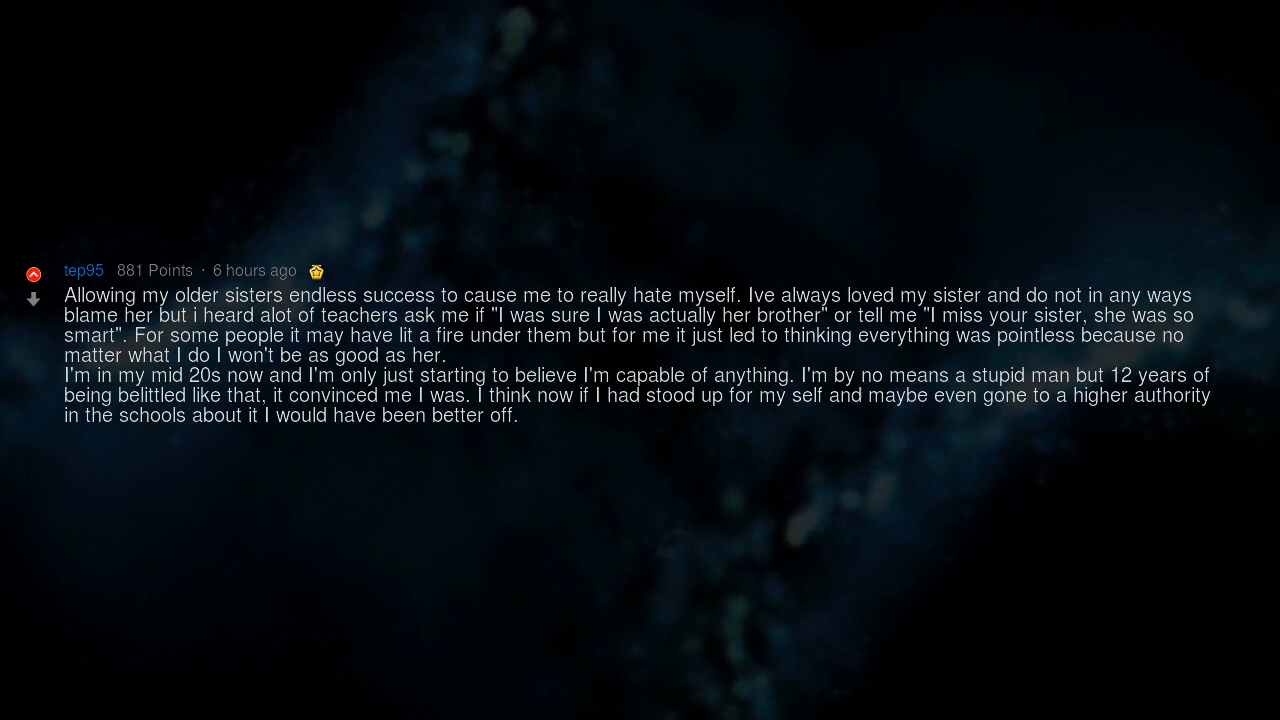 tep95 881 Points · 6 hours ago
Allowing my older sisters endless success to cause me to really hate myself. Ive always loved my sister and do not in any ways
blame her but i heard alot of teachers ask me if "I was sure I was actually her brother" or tell me "I miss your sister, she was so
smart". For some people it may have lit a fire under them but for me it just led to thinking everything was pointless because no
matter what I do I won't be as good as her.
I'm in my mid 20s now and I'm only just starting to believe I'm capable of anything. I'm by no means a stupid man but 12 years of
being belittled like that, it convinced me I was. I think now if I had stood up for my self and maybe even gone to a higher authority
in the schools about it I would have been better off.